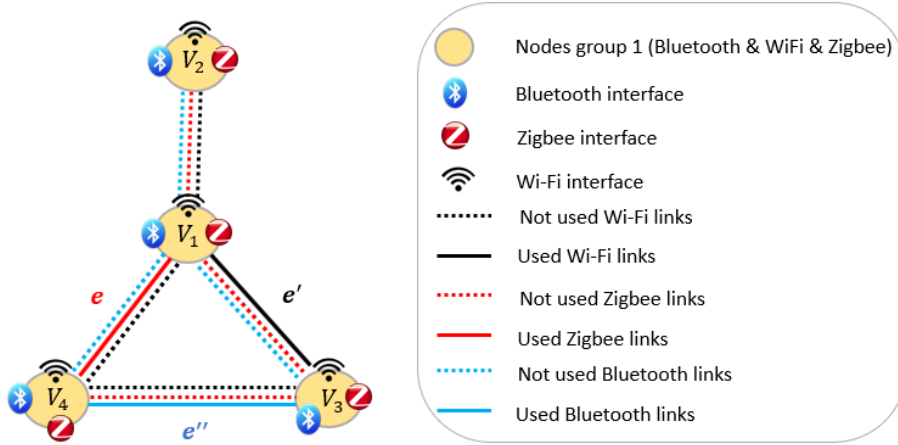 V₂
V₁
e
e′
V₄
V₃
e″
Nodes group 1 (Bluetooth & WiFi & Zigbee)
Bluetooth interface
Zigbee interface
Wi-Fi interface
Not used Wi-Fi links
Used Wi-Fi links
Not used Zigbee links
Used Zigbee links
Not used Bluetooth links
Used Bluetooth links